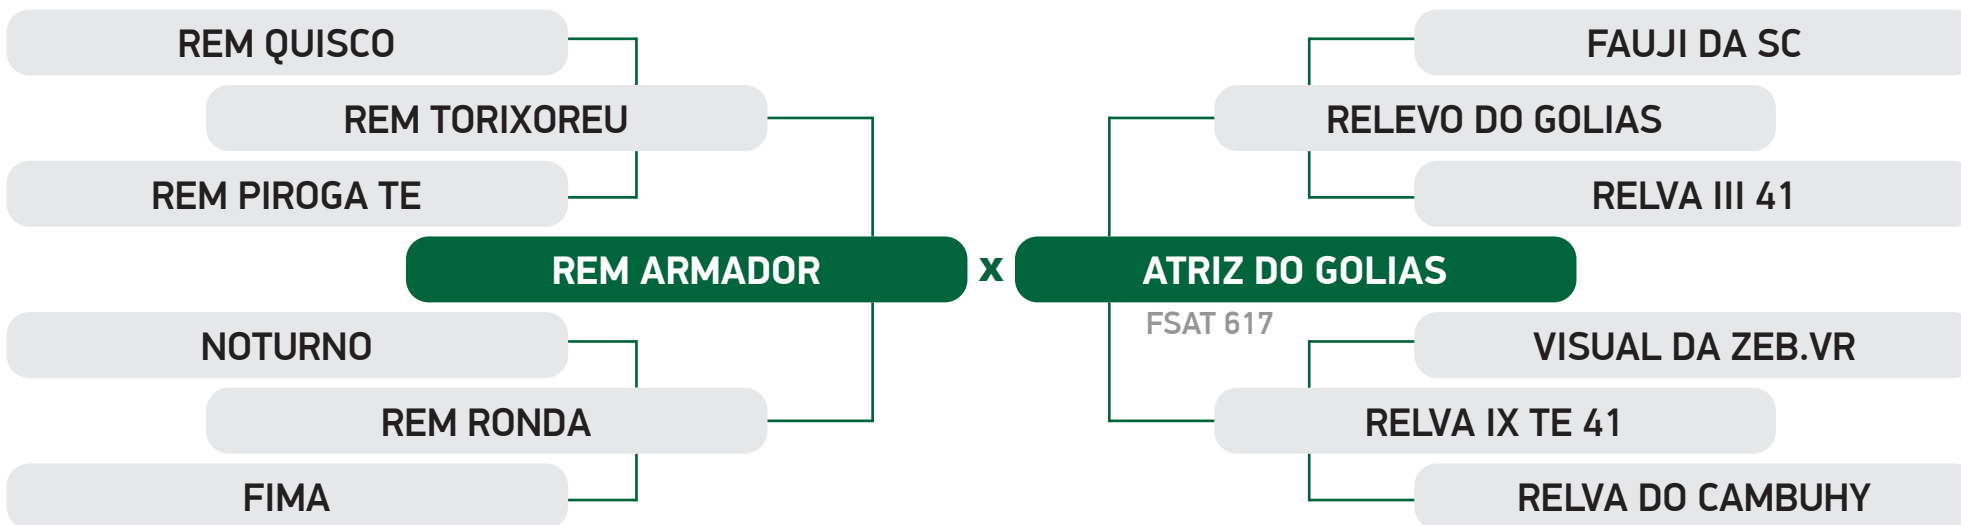 REM QUISCO
FAUJI DA SC
REM TORIXOREU
RELEVO DO GOLIAS
REM PIROGA TE
RELVA III 41
REM ARMADOR
x
ATRIZ DO GOLIAS
FSAT 617
NOTURNO
VISUAL DA ZEB.VR
REM RONDA
RELVA IX TE 41
FIMA
RELVA DO CAMBUHY